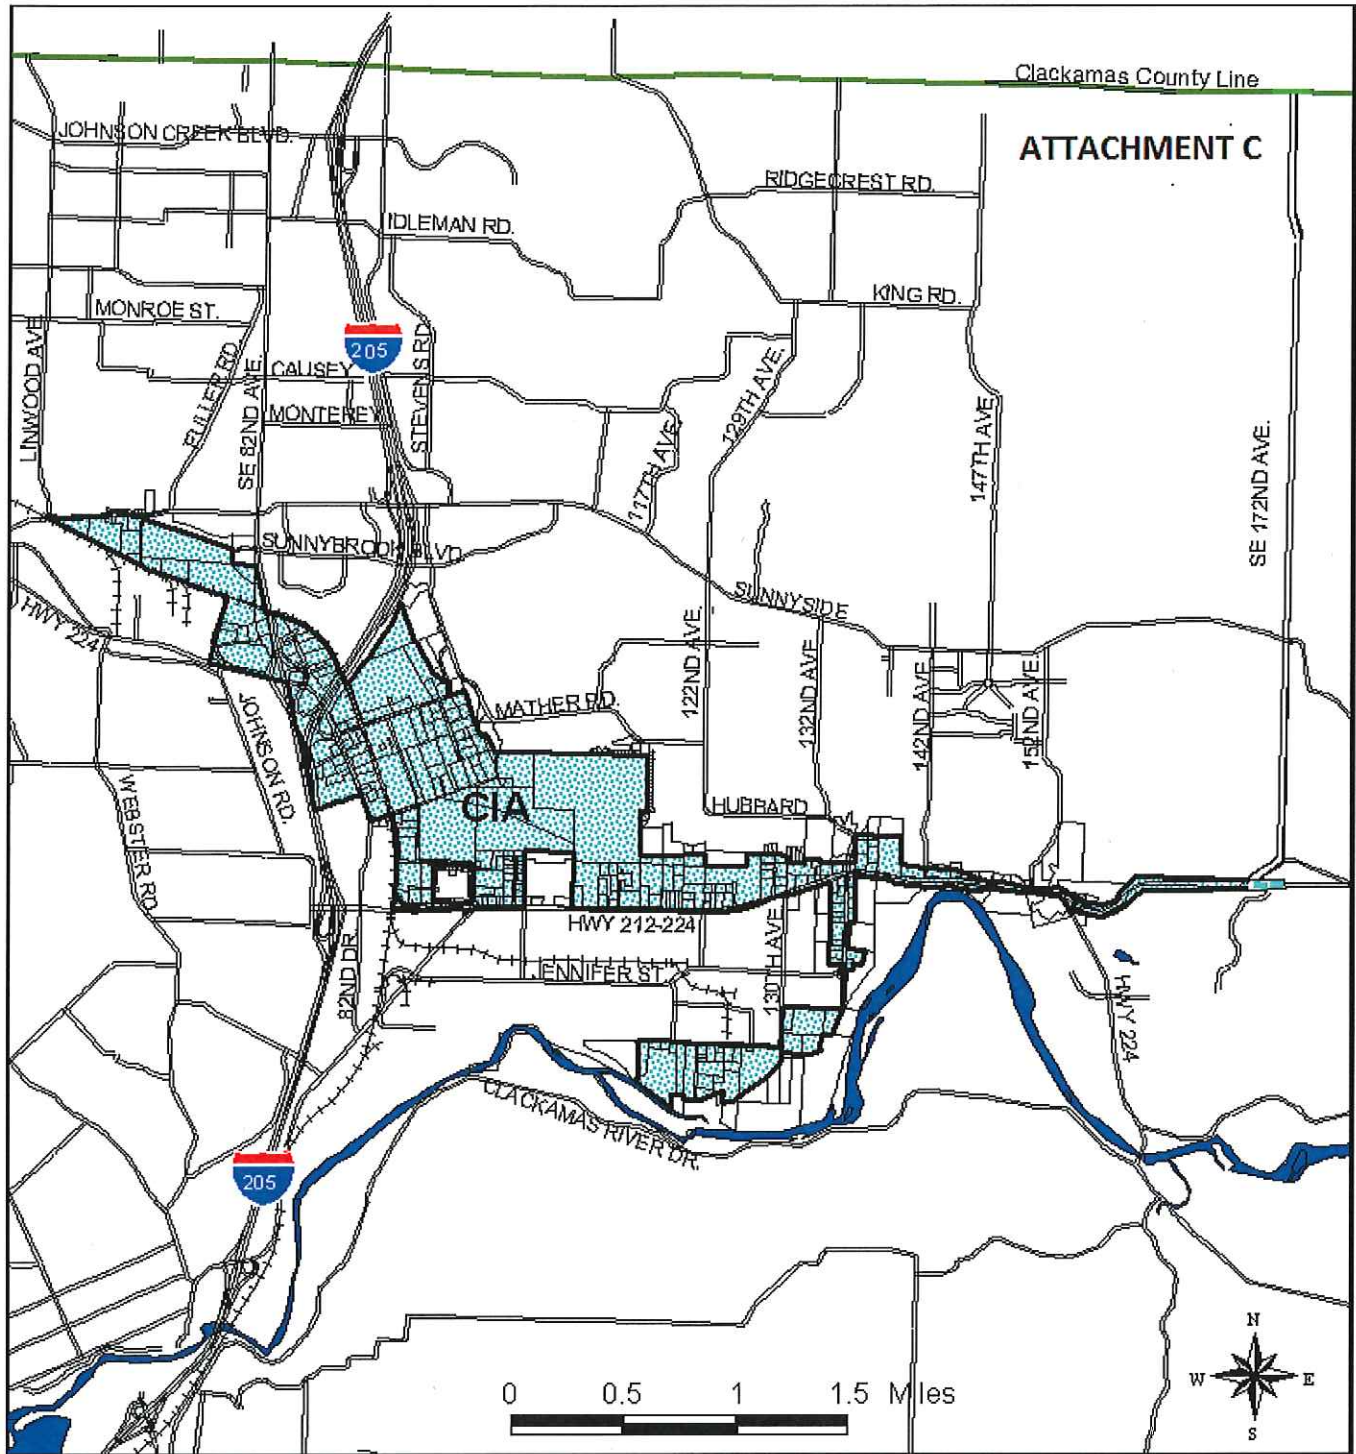 Clackamas County Line
ATTACHMENT C
JOHNSON CREEK BLVD.
RIDGECREST RD.
IDLEMAN RD.
KING RD.
MONROE ST.
LINWOOD AVE
FULLER RD.
SE 82ND AVE.
205
STEVENS RD
CAUSEY
MONTEREY
117TH AVE
129TH AVE.
147TH AVE
SE 172ND AVE.
SUNNYBROOK BLVD
SUNNYSIDE
HWY 224
JOHNSON RD.
MATHER RD.
122ND AVE.
132ND AVE
142ND AVE
152ND AVE.
WEBSTER RD
CIA
HUBBARD
HWY 212-224
82ND DR
JENNIFER ST.
130TH AVE
HWY 224
CLACKAMAS RIVER DR.
205
N
W E
S
0 0.5 1 1.5 Miles